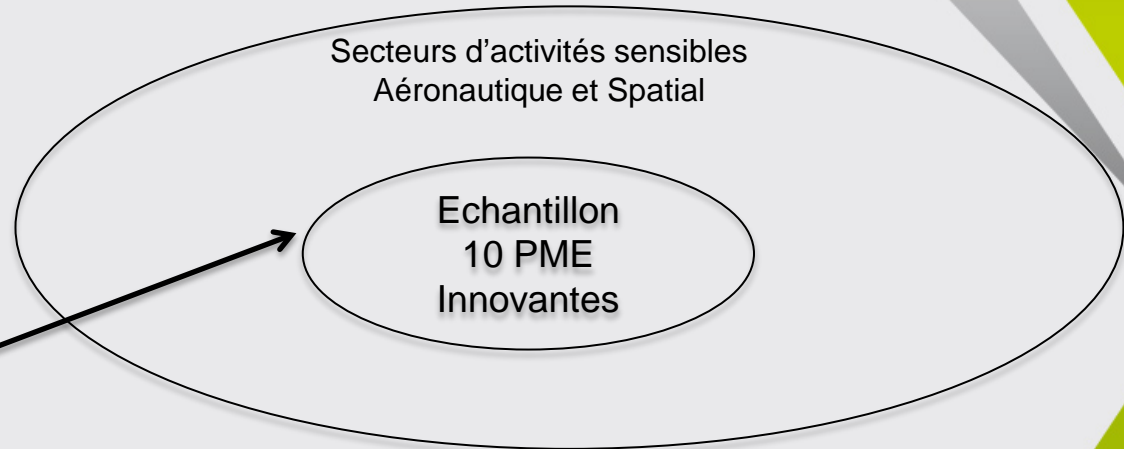 Secteurs d’activités sensibles
Aéronautique et Spatial
Echantillon
10 PME
Innovantes